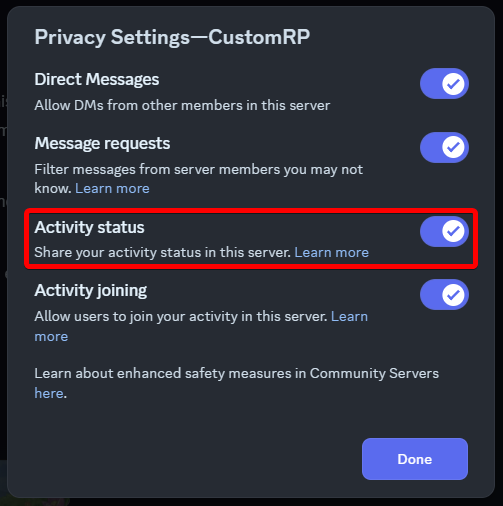 Privacy Settings—CustomRP
Direct Messages
Allow DMs from other members in this server
Message requests
Filter messages from server members you may not
know. Learn more
Activity status
Share your activity status in this server. Learn more
Activity joining
Allow users to join your activity in this server. Learn
more
Learn about enhanced safety measures in Community Servers
here.
Done